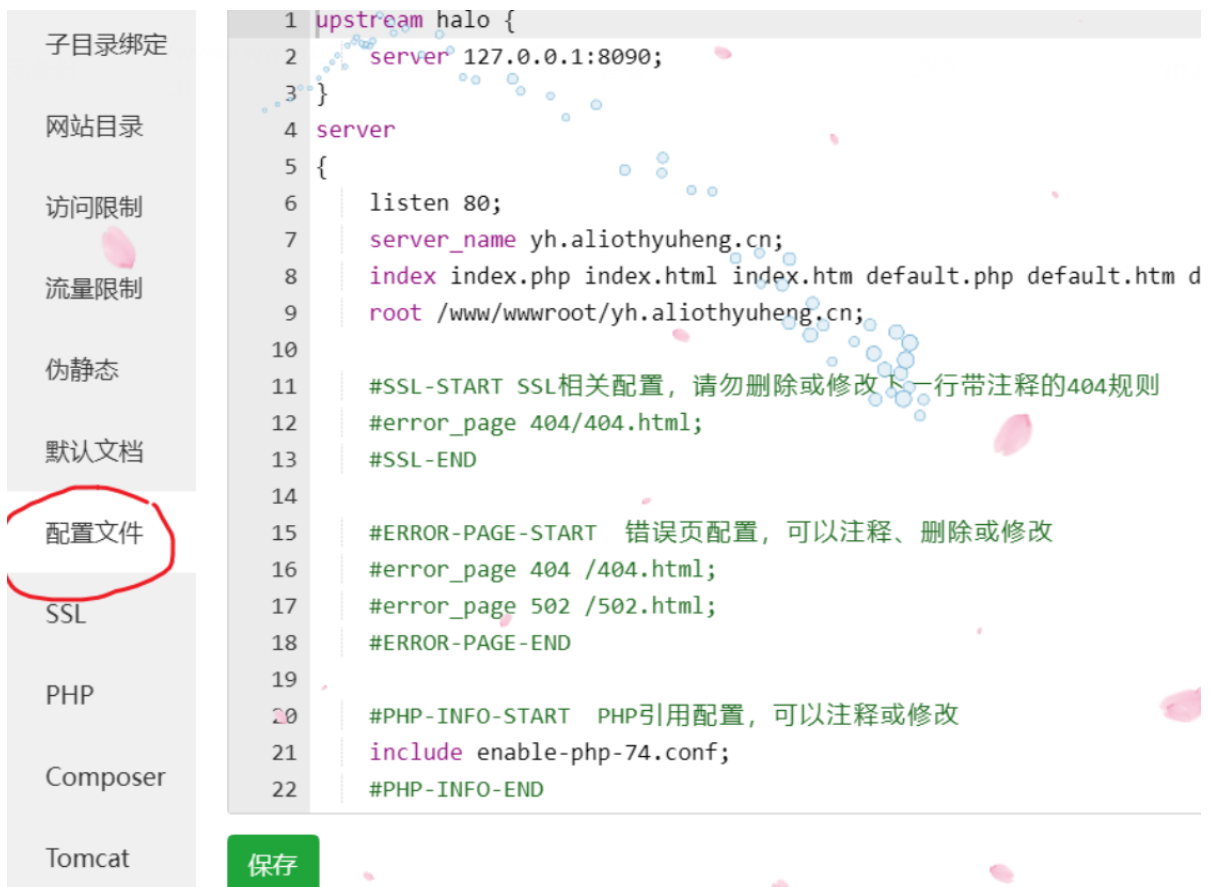 子目录绑定
网站目录
访问限制
流量限制
伪静态
默认文档
配置文件
SSL
PHP
Composer
Tomcat
1 upstream halo {
2 server 127.0.0.1:8090;
3 }
4 server
5 {
6 listen 80;
7 server_name yh.aliothyuheng.cn;
8 index index.php index.html index.htm default.php default.htm d
9 root /www/wwwroot/yh.aliothyuheng.cn;
10
11 #SSL-START SSL相关配置，请勿删除或修改下一行带注释的404规则
12 #error_page 404/404.html;
13 #SSL-END
14
15 #ERROR-PAGE-START 错误页配置，可以注释、删除或修改
16 #error_page 404 /404.html;
17 #error_page 502 /502.html;
18 #ERROR-PAGE-END
19
20 #PHP-INFO-START PHP引用配置，可以注释或修改
21 include enable-php-74.conf;
22 #PHP-INFO-END
保存